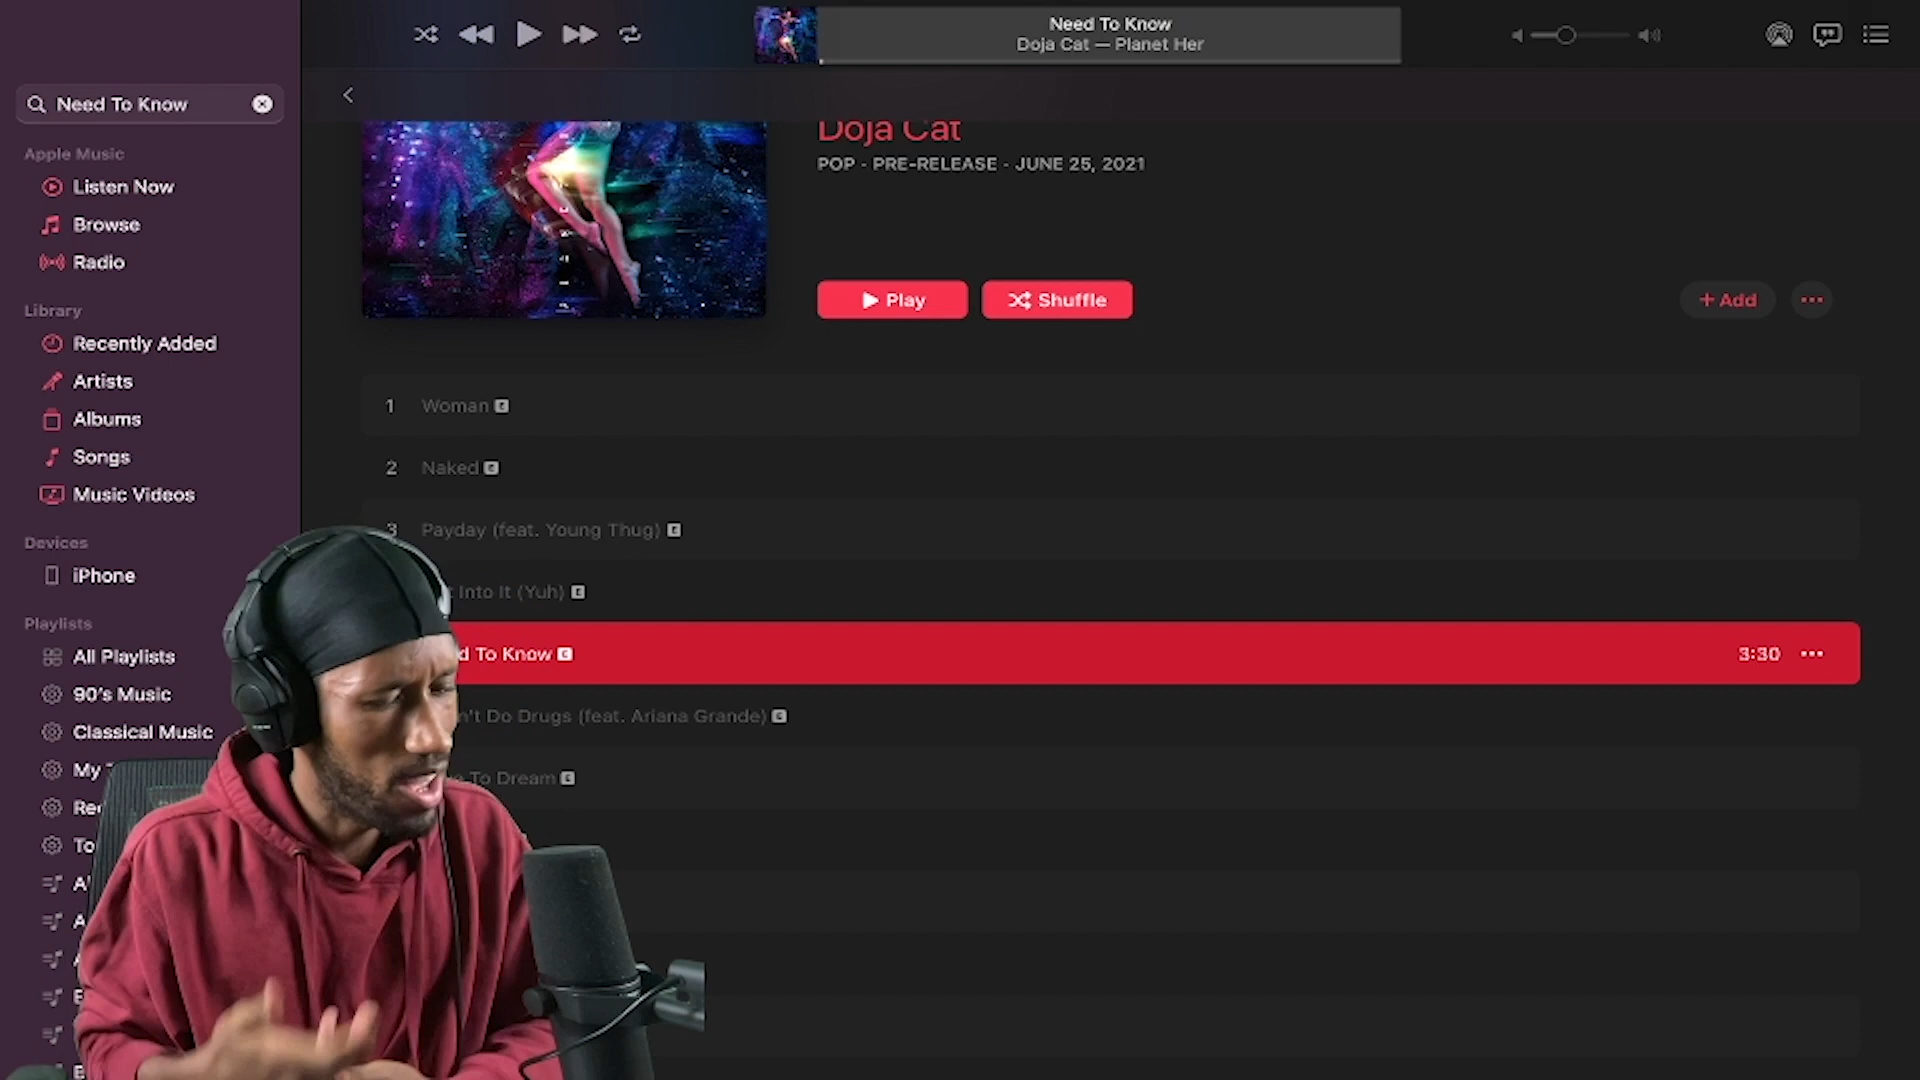 Need To Know
Doja Cat — Planet Her
Need To Know
Apple Music
Listen Now
Browse
Radio
Library
Recently Added
Artists
Albums
Songs
Music Videos
Devices
iPhone
Playlists
All Playlists
90's Music
Classical Music
My
Doja Cat
POP · PRE-RELEASE · JUNE 25, 2021
Play
Shuffle
+ Add
1 Woman E
2 Naked E
3 Payday (feat. Young Thug) E
Into It (Yuh) E
To Know E 3:30
Do Drugs (feat. Ariana Grande) E
To Dream E